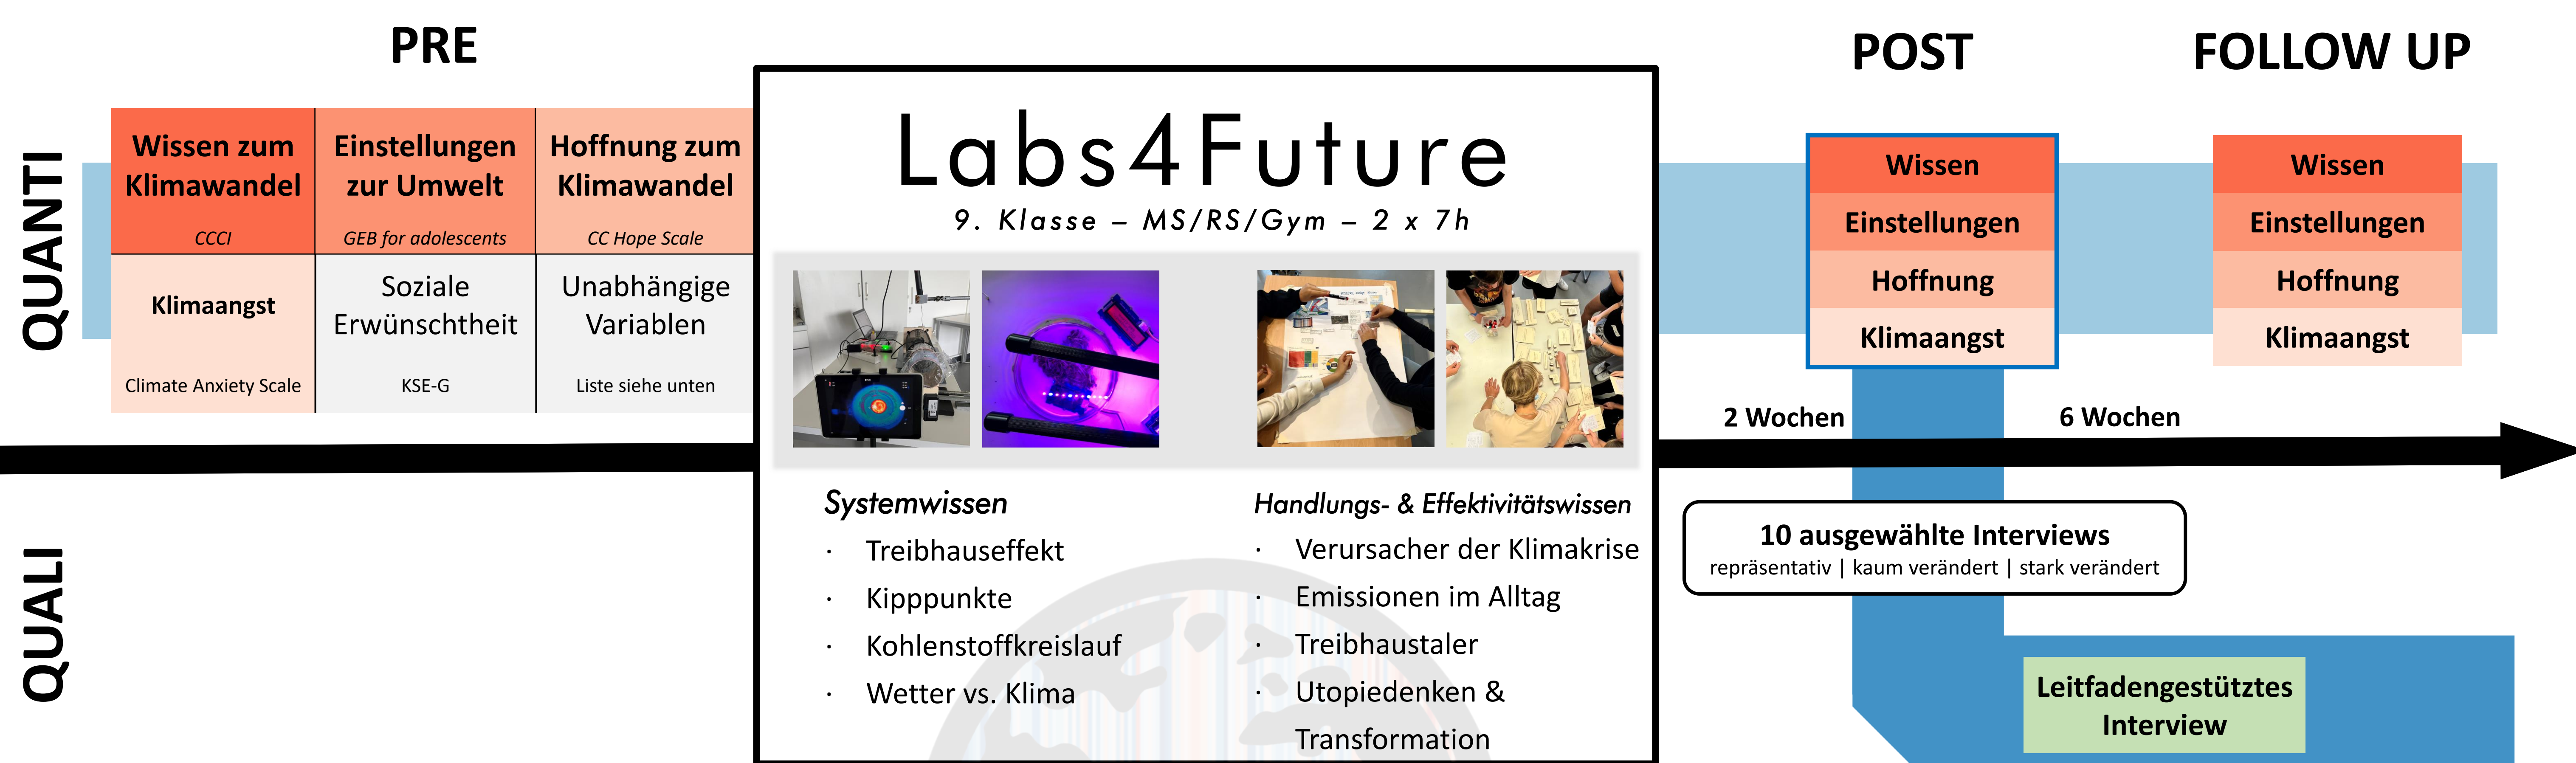 PRE
POST
FOLLOW UP
QUANTI
Wissen zum
Klimawandel
CCCI
Einstellungen
zur Umwelt
GEB for adolescents
Hoffnung zum
Klimawandel
CC Hope Scale
Klimaangst
Climate Anxiety Scale
Soziale
Erwünschtheit
KSE-G
Unabhängige
Variablen
Liste siehe unten
Labs4Future
9. Klasse – MS/RS/Gym – 2 x 7h
Systemwissen
· Treibhauseffekt
· Kipppunkte
· Kohlenstoffkreislauf
· Wetter vs. Klima
Handlungs- & Effektivitätswissen
· Verursacher der Klimakrise
· Emissionen im Alltag
· Treibhaustaler
· Utopiedenken &
Transformation
Wissen
Einstellungen
Hoffnung
Klimaangst
Wissen
Einstellungen
Hoffnung
Klimaangst
2 Wochen
6 Wochen
QUALI
10 ausgewählte Interviews
repräsentativ | kaum verändert | stark verändert
Leitfadengestütztes
Interview